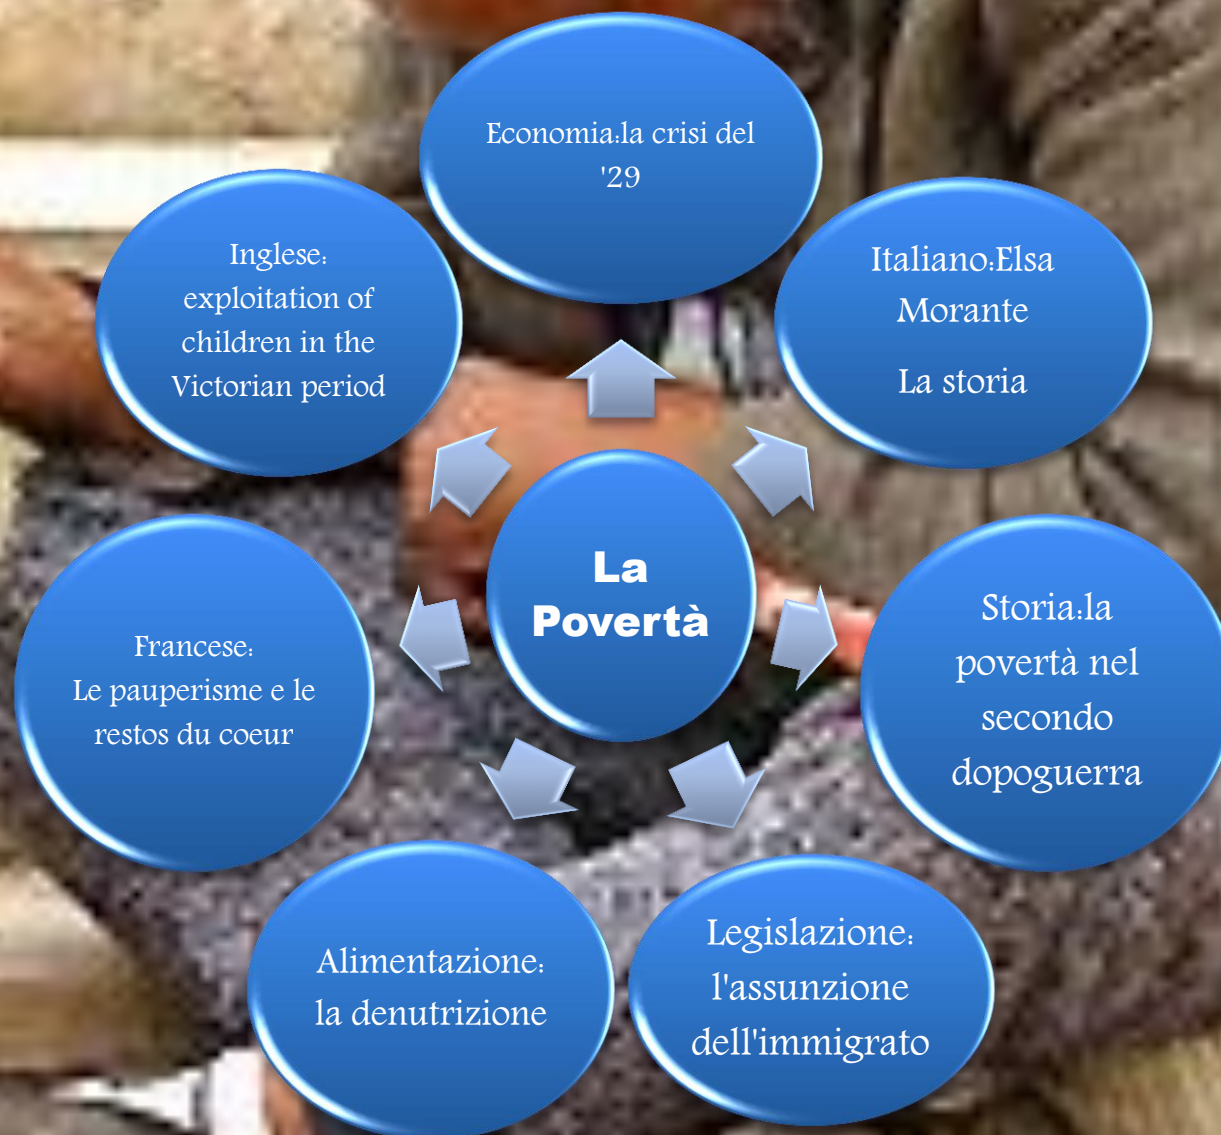 La
Povertà
Economia:la crisi del
'29
Italiano:Elsa
Morante
La storia
Storia:la
povertà nel
secondo
dopoguerra
Legislazione:
l'assunzione
dell'immigrato
Alimentazione:
la denutrizione
Francese:
Le pauperisme e le
restos du coeur
Inglese:
exploitation of
children in the
Victorian period